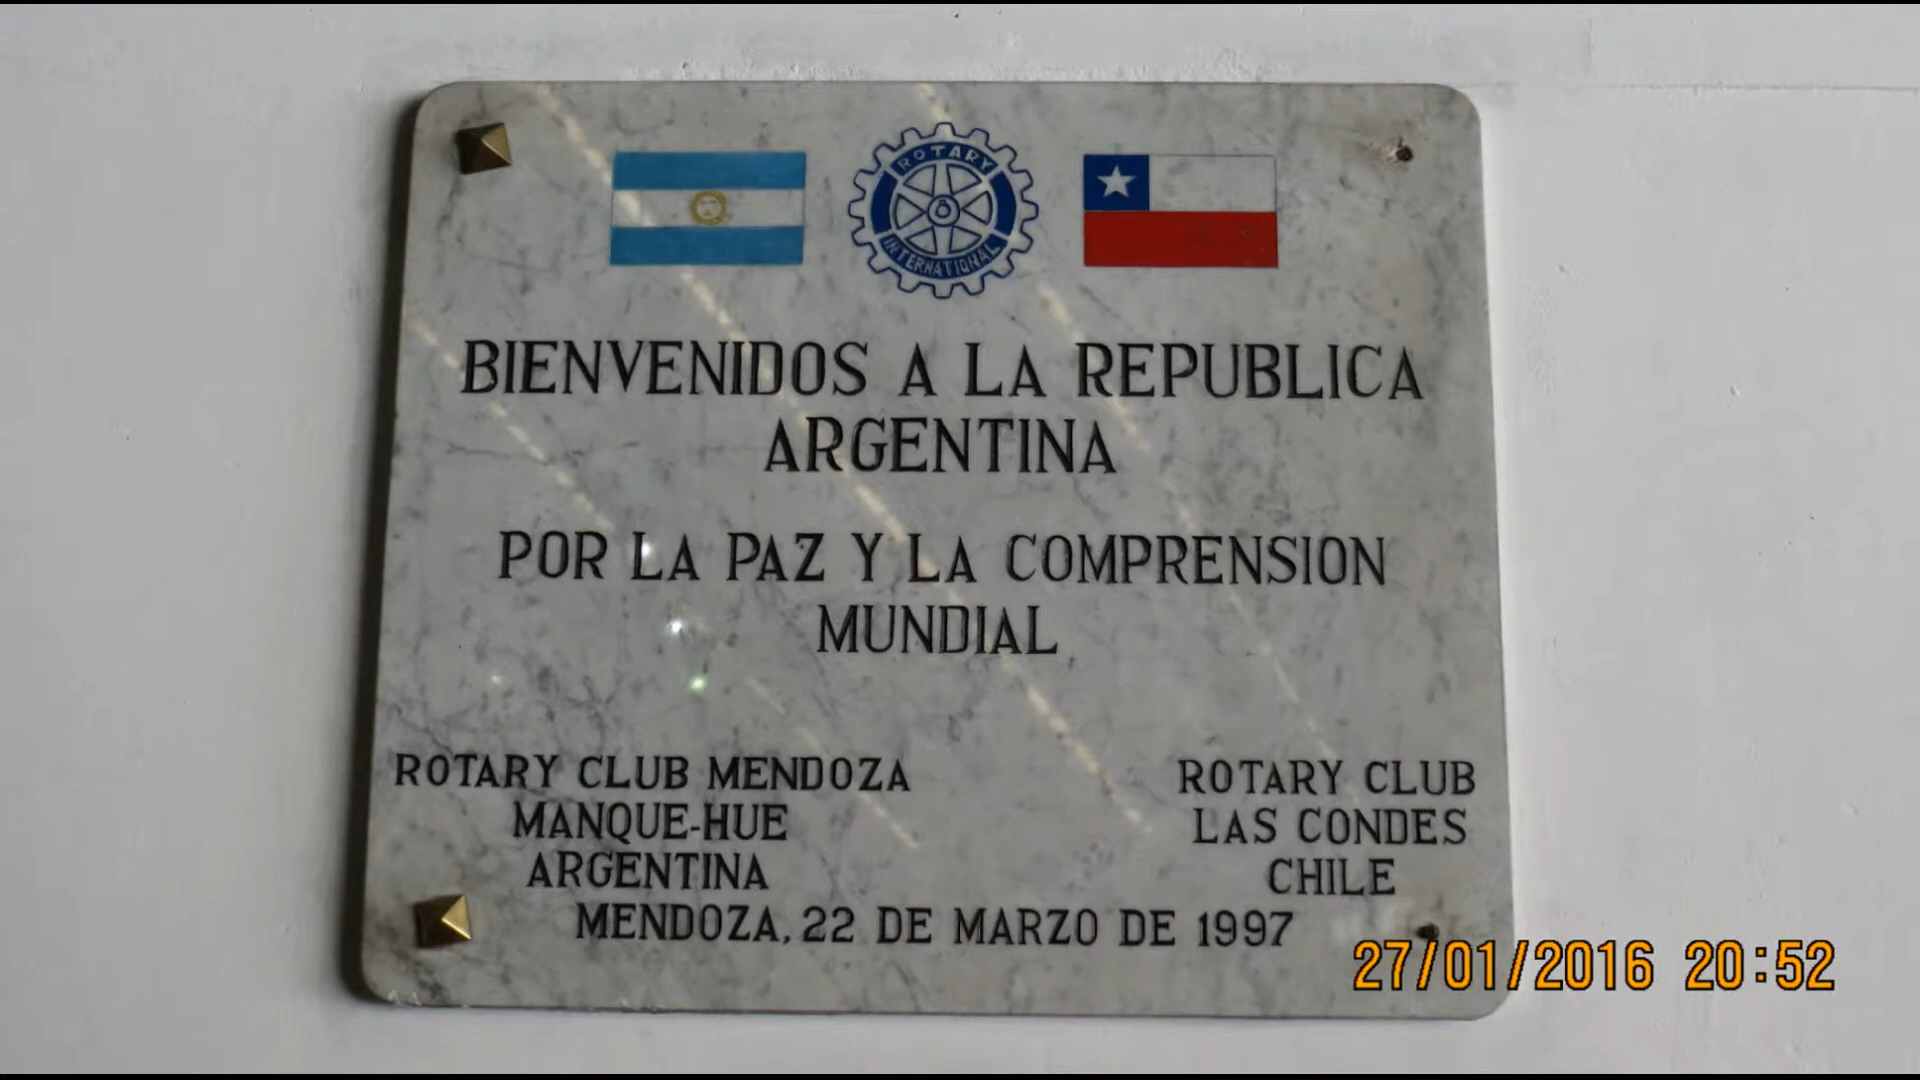 ROTARY
INTERNATIONAL
BIENVENIDOS A LA REPUBLICA
ARGENTINA
POR LA PAZ Y LA COMPRENSION
MUNDIAL
ROTARY CLUB MENDOZA
MANQUE-HUE
ARGENTINA
ROTARY CLUB
LAS CONDES
CHILE
MENDOZA, 22 DE MARZO DE 1997
27/01/2016 20:52